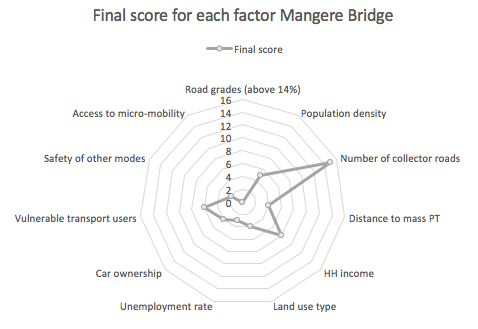 Final score for each factor Mangere Bridge
Final score
Road grades (above 14%)
16
14
12
10
8
6
4
2
0
Population density
Number of collector roads
Distance to mass PT
HH income
Land use type
Unemployment rate
Car ownership
Vulnerable transport users
Safety of other modes
Access to micro-mobility